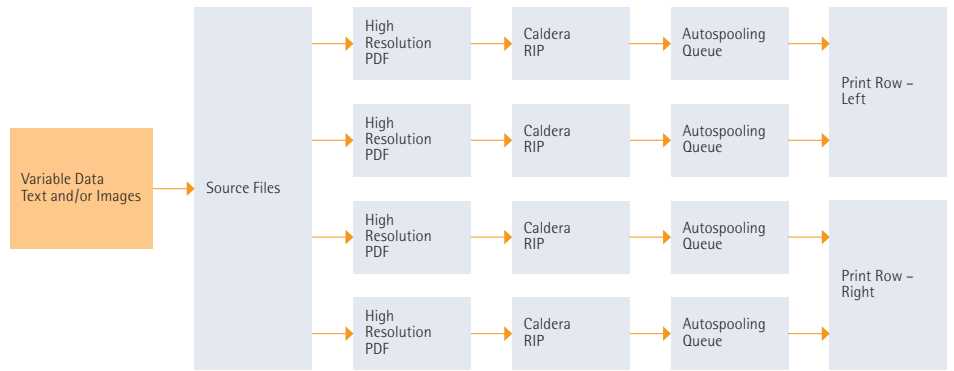 Variable Data
Text and/or Images
Source Files
High
Resolution
PDF
Caldera
RIP
Autospooling
Queue
High
Resolution
PDF
Caldera
RIP
Autospooling
Queue
Print Row –
Left
High
Resolution
PDF
Caldera
RIP
Autospooling
Queue
High
Resolution
PDF
Caldera
RIP
Autospooling
Queue
Print Row –
Right